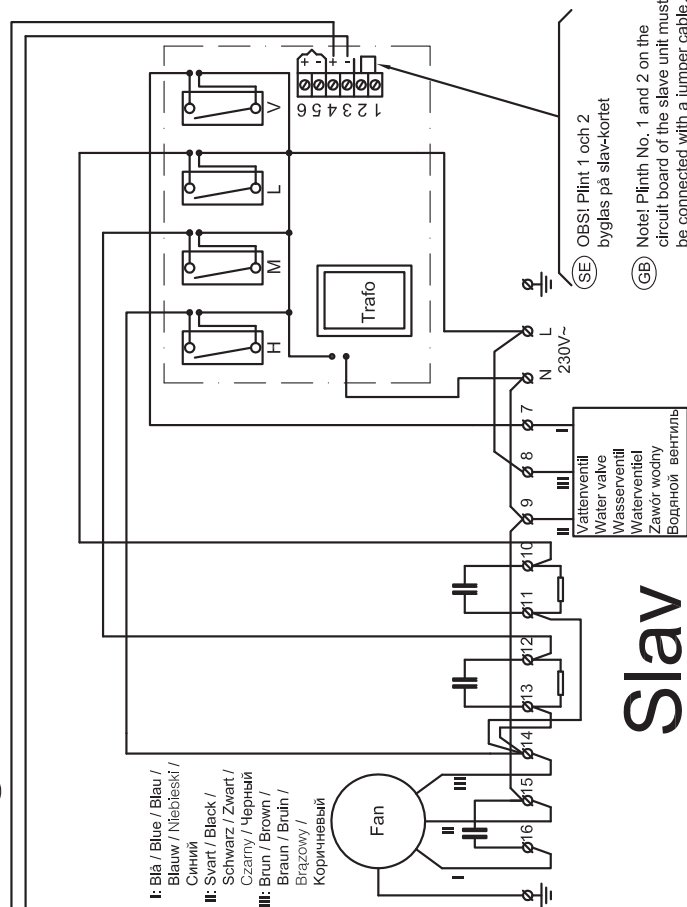 + - + -
6 5 4 3 2 1
V
L
M
H
Trafo
SE OBS! Plint 1 och 2
byglas på slav-kortet
GB Note! Plinth No. 1 and 2 on the
circuit board of the slave unit must
be connected with a jumper cable.
I: Blå / Blue / Blau /
Blauw / Niebieski /
Синий
II: Svart / Black /
Schwarz / Zwart /
Czarny / Черный
III: Brun / Brown /
Braun / Bruin /
Brązowy /
Коричневый
Fan
I
II
III
16 15 14 13 12 11 10 9 8 7 N L
230V~
II III I
Vattenventil
Water valve
Wasserventil
Waterventiel
Zawór wodny
Водяной вентиль
Slav